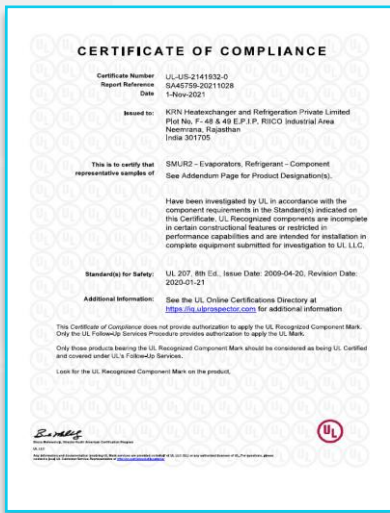 CERTIFICATE OF COMPLIANCE
Certificate Number UL-US-2141932-0
Report Reference SA45759-20211028
Date 1-Nov-2021
Issued to: KRN Heatexchanger and Refrigeration Private Limited
Plot No. F- 48 & 49 E.P.I.P, RIICO Industrial Area
Neemrana, Rajasthan
India 301705
This is to certify that SMUR2 - Evaporators, Refrigerant - Component
representative samples of See Addendum Page for Product Designation(s).
Have been investigated by UL in accordance with the
component requirements in the Standard(s) indicated on
this Certificate. UL Recognized components are incomplete
in certain constructional features or restricted in
performance capabilities and are intended for installation in
complete equipment submitted for investigation to UL LLC.
Standard(s) for Safety: UL 207, 8th Ed., Issue Date: 2009-04-20, Revision Date:
2020-01-21
Additional Information: See the UL Online Certifications Directory at
https://iq.ulprospector.com for additional information
This Certificate of Compliance does not provide authorization to apply the UL Recognized Component Mark.
Only the UL Follow-Up Services Procedure provides authorization to apply the UL Mark.
Only those products bearing the UL Recognized Component Mark should be considered as being UL Certified
and covered under UL's Follow-Up Services.
Look for the UL Recognized Component Mark on the product.
UL
UL LLC